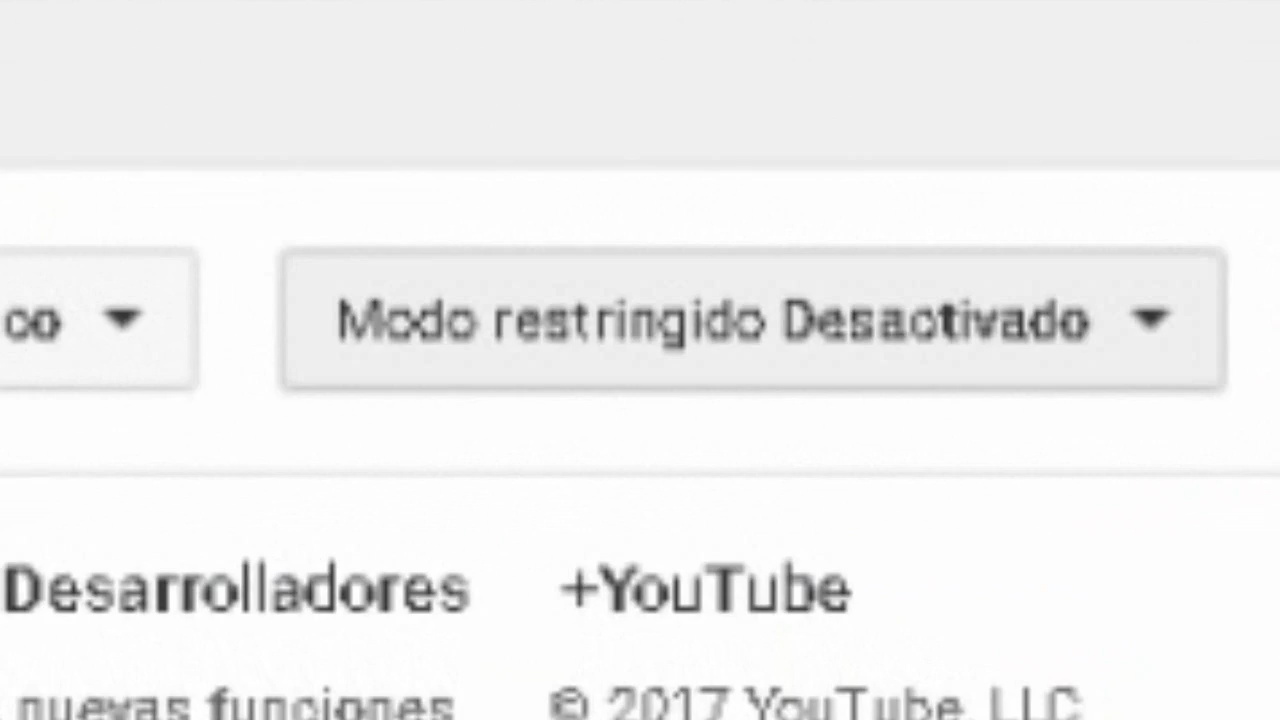 co Modo restringido Desactivado
Desarrolladores +YouTube
nuevas funciones © 2017 YouTube, LLC